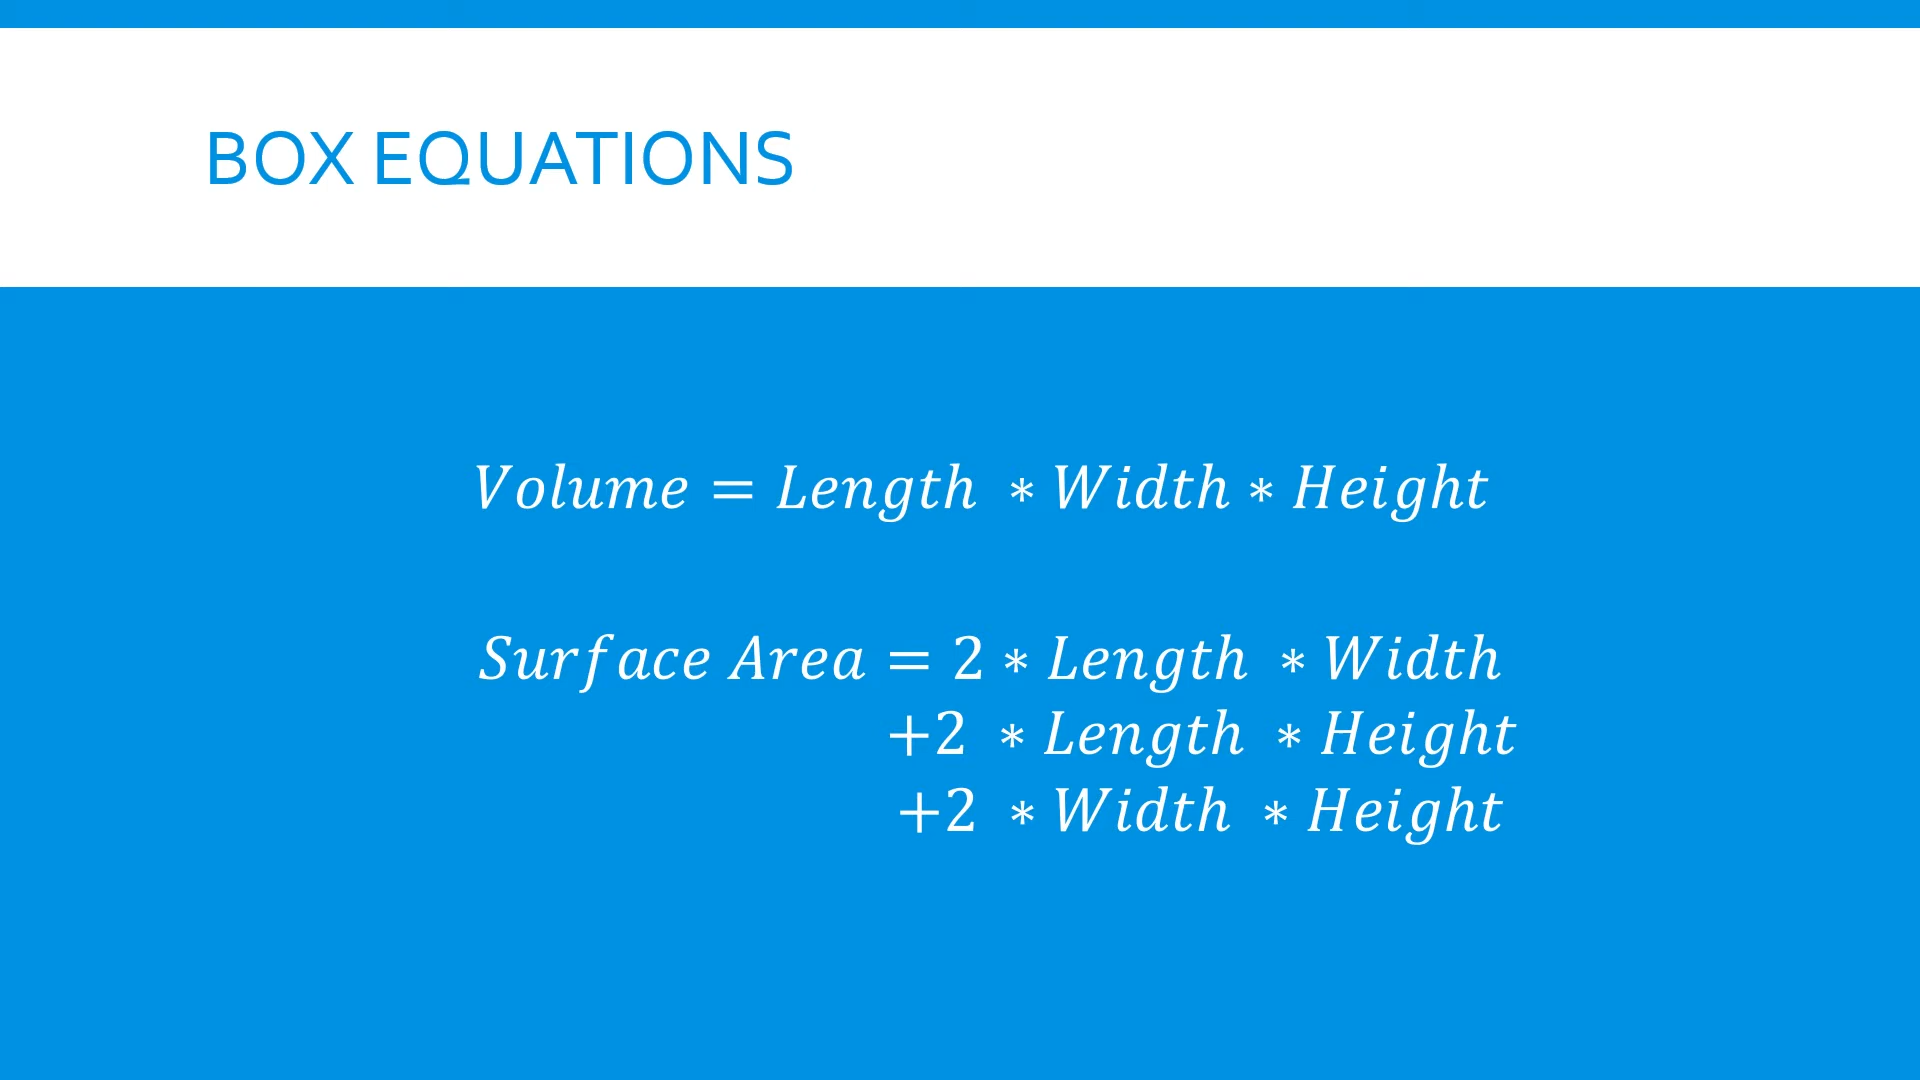 BOX EQUATIONS
Volume = Length ∗ Width ∗ Height
Surface Area = 2 ∗ Length ∗ Width
+2 ∗ Length ∗ Height
+2 ∗ Width ∗ Height